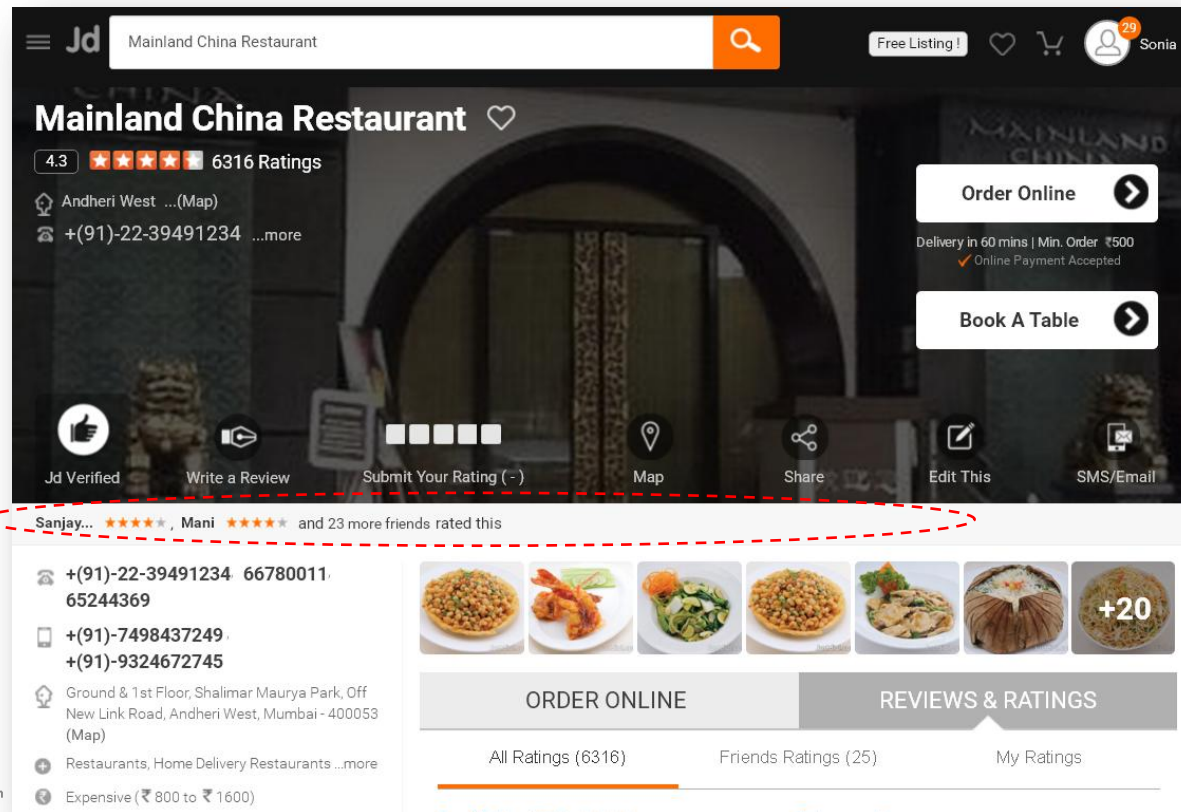 Jd
Mainland China Restaurant
Free Listing !
29
Sonia
CHINA
MAINLAND
CHINA
Mainland China Restaurant
4.3 6316 Ratings
Andheri West ...(Map)
+(91)-22-39491234 ...more
Order Online
Delivery in 60 mins | Min. Order ₹500
Online Payment Accepted
Book A Table
Jd Verified
Write a Review
Submit Your Rating ( - )
Map
Share
Edit This
SMS/Email
Sanjay... , Mani and 23 more friends rated this
+(91)-22-39491234, 66780011,
65244369
+(91)-7498437249,
+(91)-9324672745
Ground & 1st Floor, Shalimar Maurya Park, Off
New Link Road, Andheri West, Mumbai - 400053
(Map)
Restaurants, Home Delivery Restaurants ...more
Expensive (₹ 800 to ₹ 1600)
+20
ORDER ONLINE
REVIEWS & RATINGS
All Ratings (6316)
Friends Ratings (25)
My Ratings